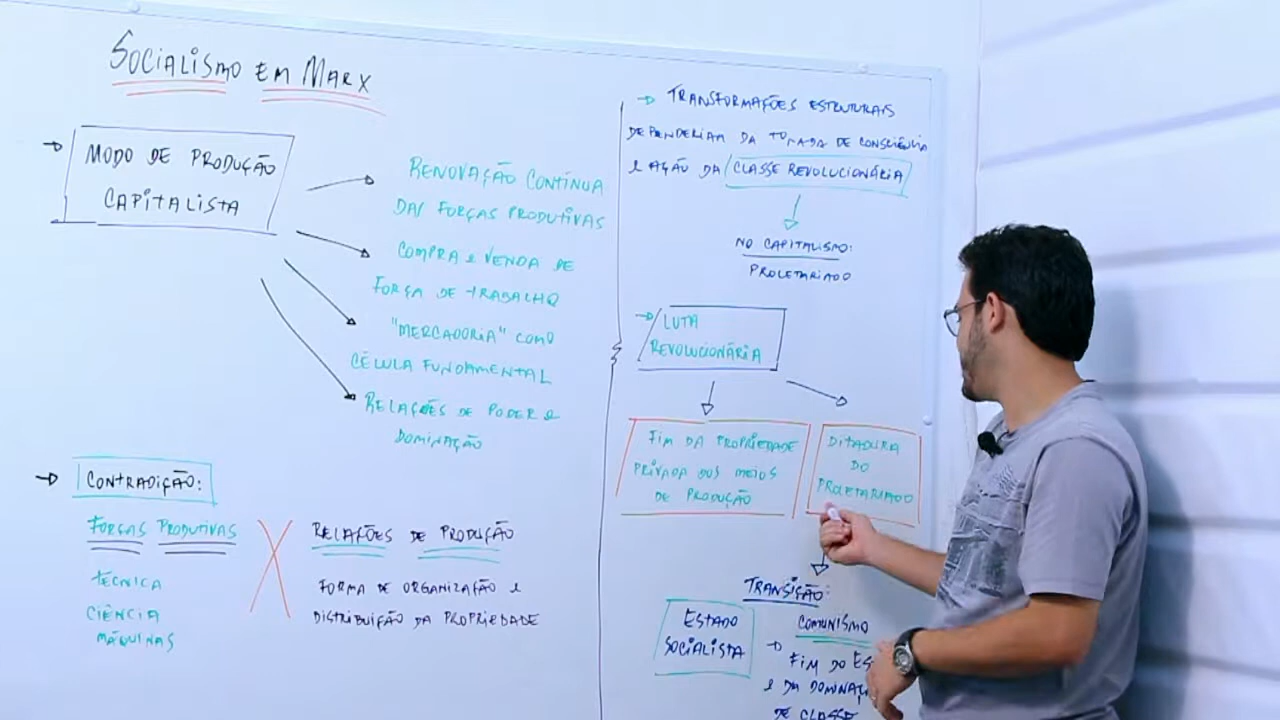 SOCIALISMO EM MARX
→ MODO DE PRODUÇÃO
CAPITALISTA
RENOVAÇÃO CONTÍNUA
DAS FORÇAS PRODUTIVAS
COMPRA E VENDA DE
FORÇA DE TRABALHO
"MERCADORIA" COMO
CÉLULA FUNDAMENTAL
RELAÇÕES DE PODER E
DOMINAÇÃO
→ CONTRADIÇÃO:
FORÇAS PRODUTIVAS
TÉCNICA
CIÊNCIA
MÁQUINAS
RELAÇÕES DE PRODUÇÃO
FORMA DE ORGANIZAÇÃO E
DISTRIBUIÇÃO DA PROPRIEDADE
→ TRANSFORMAÇÕES ESTRUTURAIS
DEPENDERIAM DA TOMADA DE CONSCIÊNCIA
E AÇÃO DA CLASSE REVOLUCIONÁRIA
NO CAPITALISMO:
PROLETARIADO
→ LUTA
REVOLUCIONÁRIA
FIM DA PROPRIEDADE
PRIVADA DOS MEIOS
DE PRODUÇÃO
DITADURA
DO
PROLETARIADO
TRANSIÇÃO:
ESTADO
SOCIALISTA
COMUNISMO
→ FIM DO ES
E DA DOMINAÇ
DE CLASSE